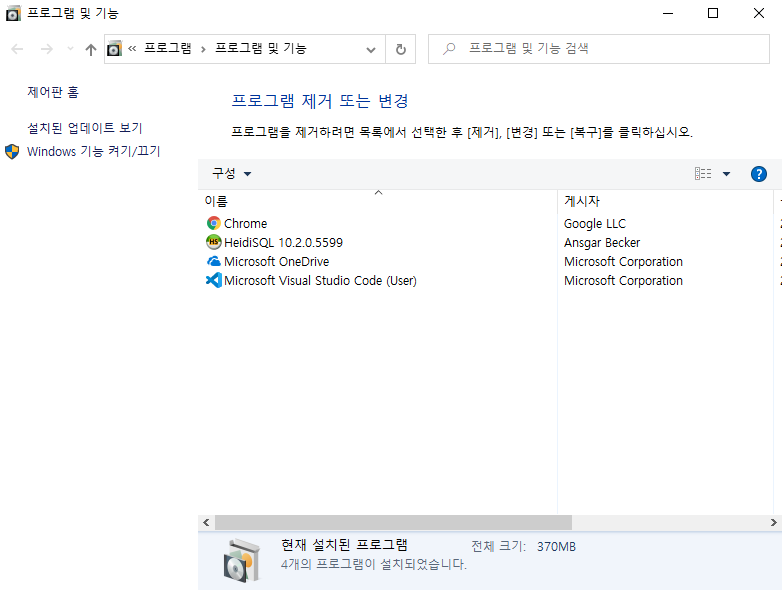 프로그램 및 기능
프로그램 › 프로그램 및 기능
프로그램 및 기능 검색
제어판 홈
설치된 업데이트 보기
Windows 기능 켜기/끄기
프로그램 제거 또는 변경
프로그램을 제거하려면 목록에서 선택한 후 [제거], [변경] 또는 [복구]를 클릭하십시오.
구성
이름 게시자
Chrome Google LLC
HeidiSQL 10.2.0.5599 Ansgar Becker
Microsoft OneDrive Microsoft Corporation
Microsoft Visual Studio Code (User) Microsoft Corporation
현재 설치된 프로그램 전체 크기: 370MB
4개의 프로그램이 설치되었습니다.